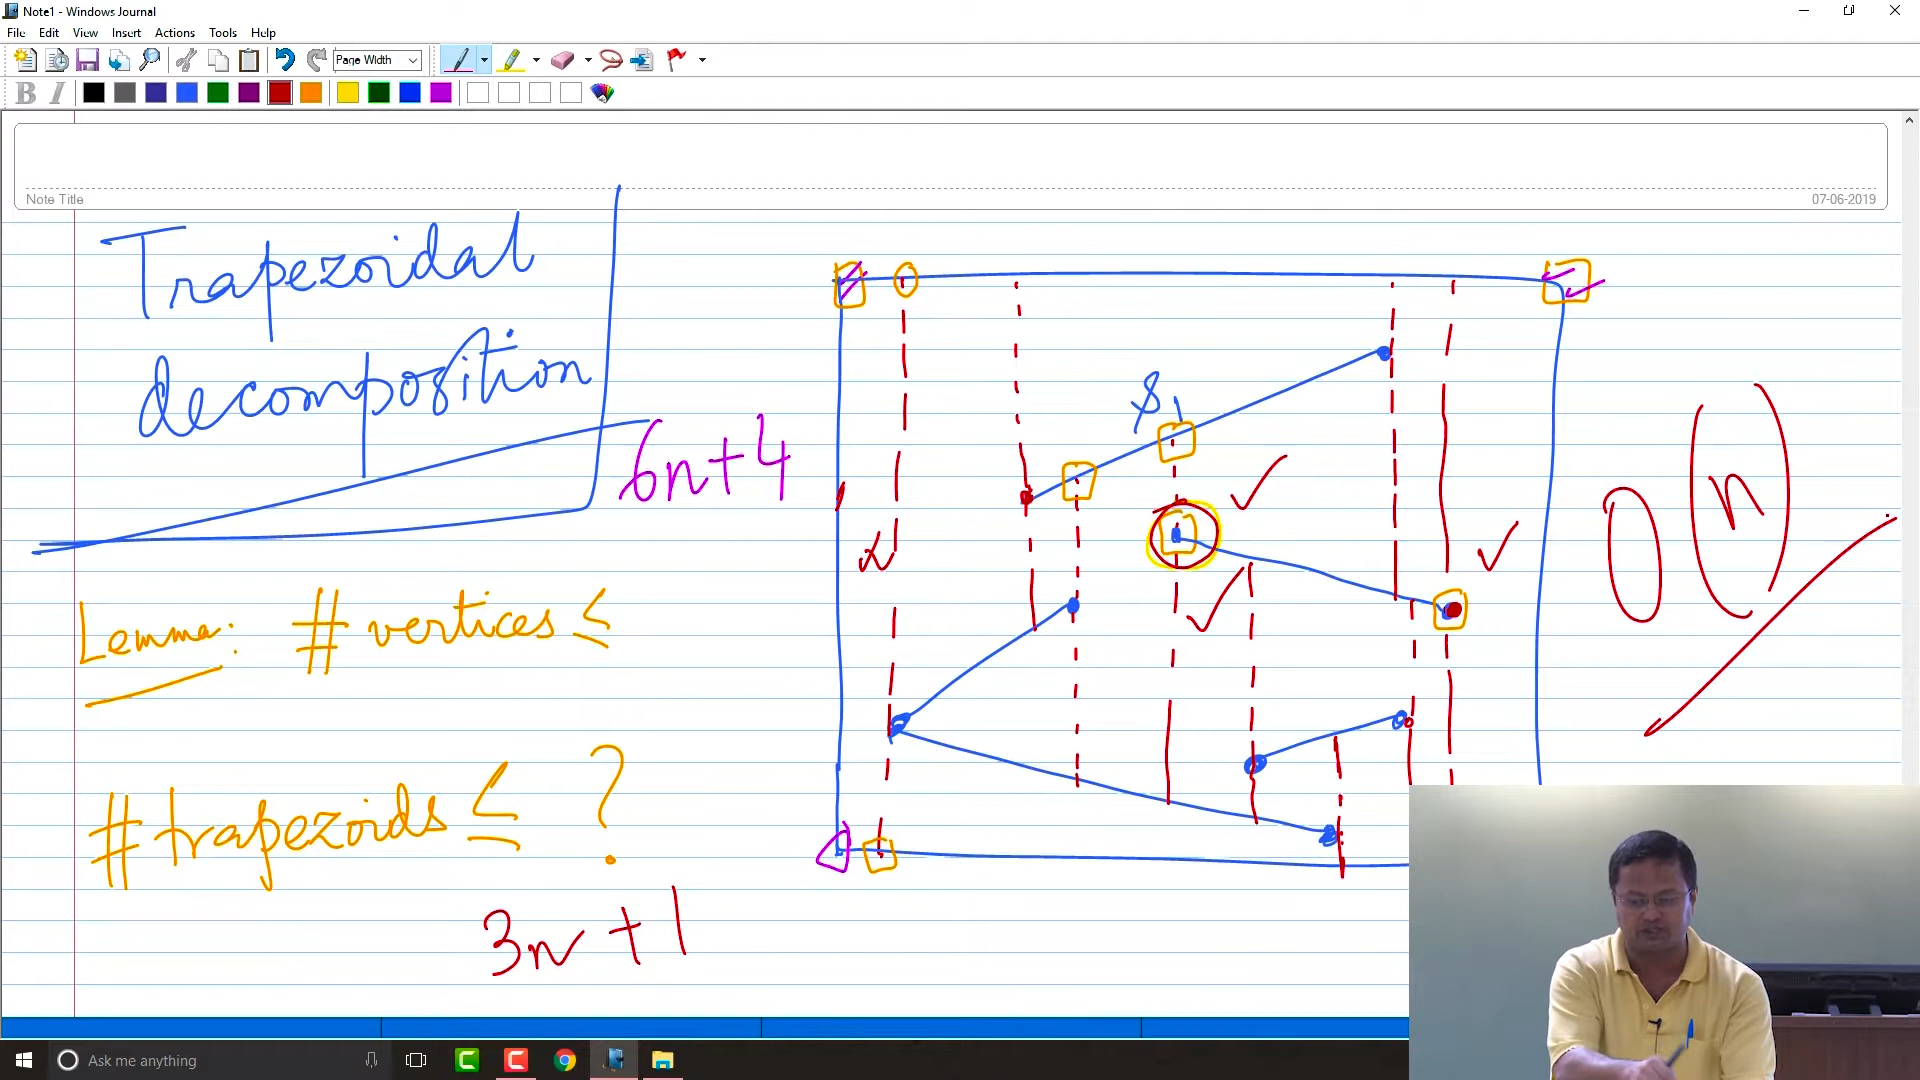 Note1 - Windows Journal
File Edit View Insert Actions Tools Help
Page Width
B I
Note Title
07-06-2019
Trapezoidal
decomposition
6n+4
s1
O(n)
Lemma: # vertices ≤
#trapezoids ≤ ?
3n + 1
Ask me anything